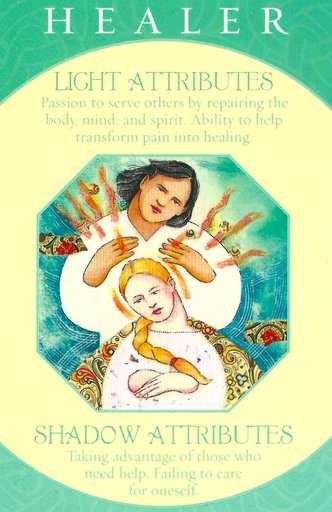 HEALER
LIGHT ATTRIBUTES
Passion to serve others by repairing the
body, mind, and spirit. Ability to help
transform pain into healing.
SHADOW ATTRIBUTES
Taking advantage of those who
need help. Failing to care
for oneself.